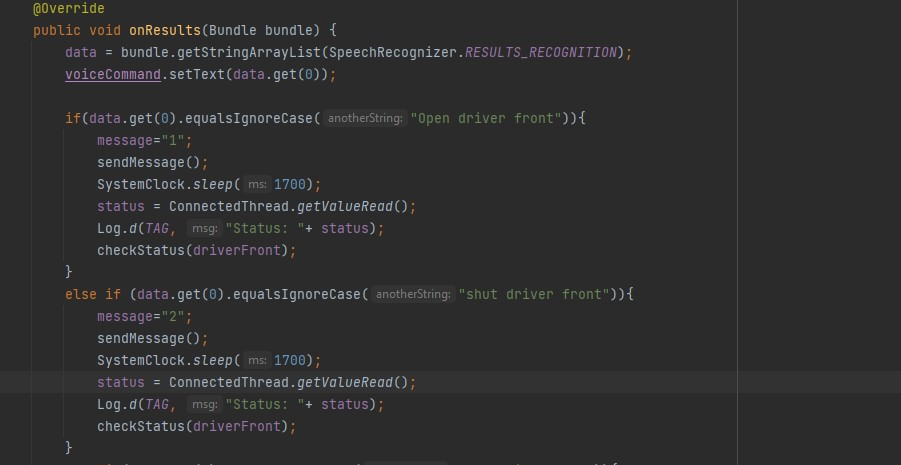 @Override
public void onResults(Bundle bundle) {
data = bundle.getStringArrayList(SpeechRecognizer.RESULTS_RECOGNITION);
voiceCommand.setText(data.get(0));
if(data.get(0).equalsIgnoreCase( anotherString: "Open driver front")){
message="1";
sendMessage();
SystemClock.sleep( ms: 1700);
status = ConnectedThread.getValueRead();
Log.d(TAG, msg: "Status: "+ status);
checkStatus(driverFront);
}
else if (data.get(0).equalsIgnoreCase( anotherString: "shut driver front")){
message="2";
sendMessage();
SystemClock.sleep( ms: 1700);
status = ConnectedThread.getValueRead();
Log.d(TAG, msg: "Status: "+ status);
checkStatus(driverFront);
}